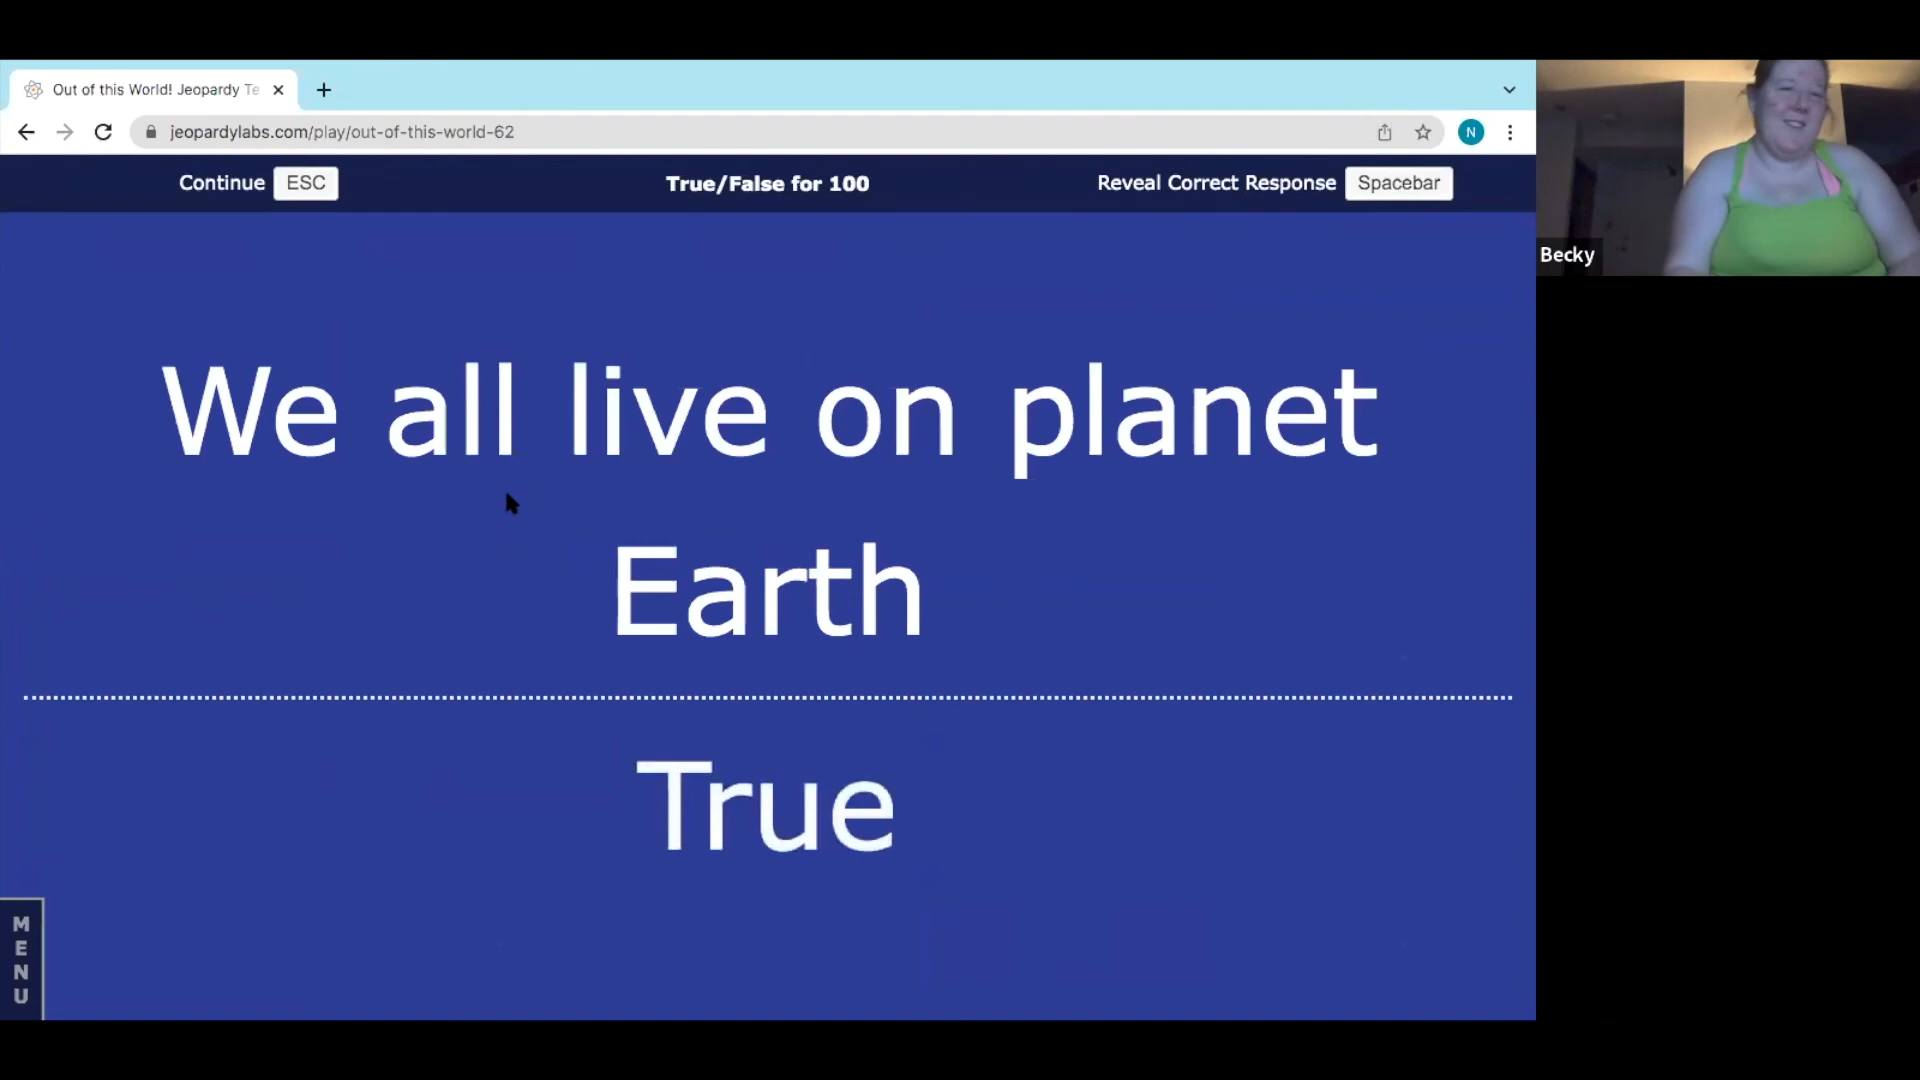 Out of this World! Jeopardy Te
jeopardylabs.com/play/out-of-this-world-62
N
Continue ESC
True/False for 100
Reveal Correct Response Spacebar
Becky
We all live on planet
Earth
True
MENU